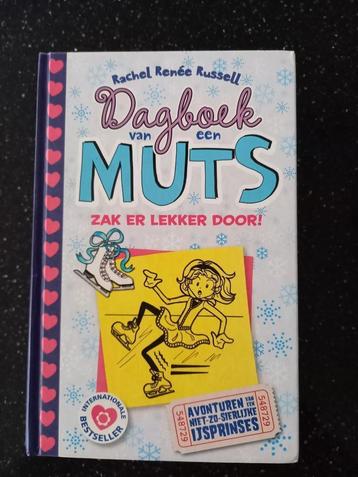 Rachel Renée Russell
Dagboek
van een
MUTS
ZAK ER LEKKER DOOR!
INTERNATIONALE
BESTSELLER
548729
AVONTUREN VAN EEN
NIET-ZO-SIERLIJKE
IJSPRINSES
548729